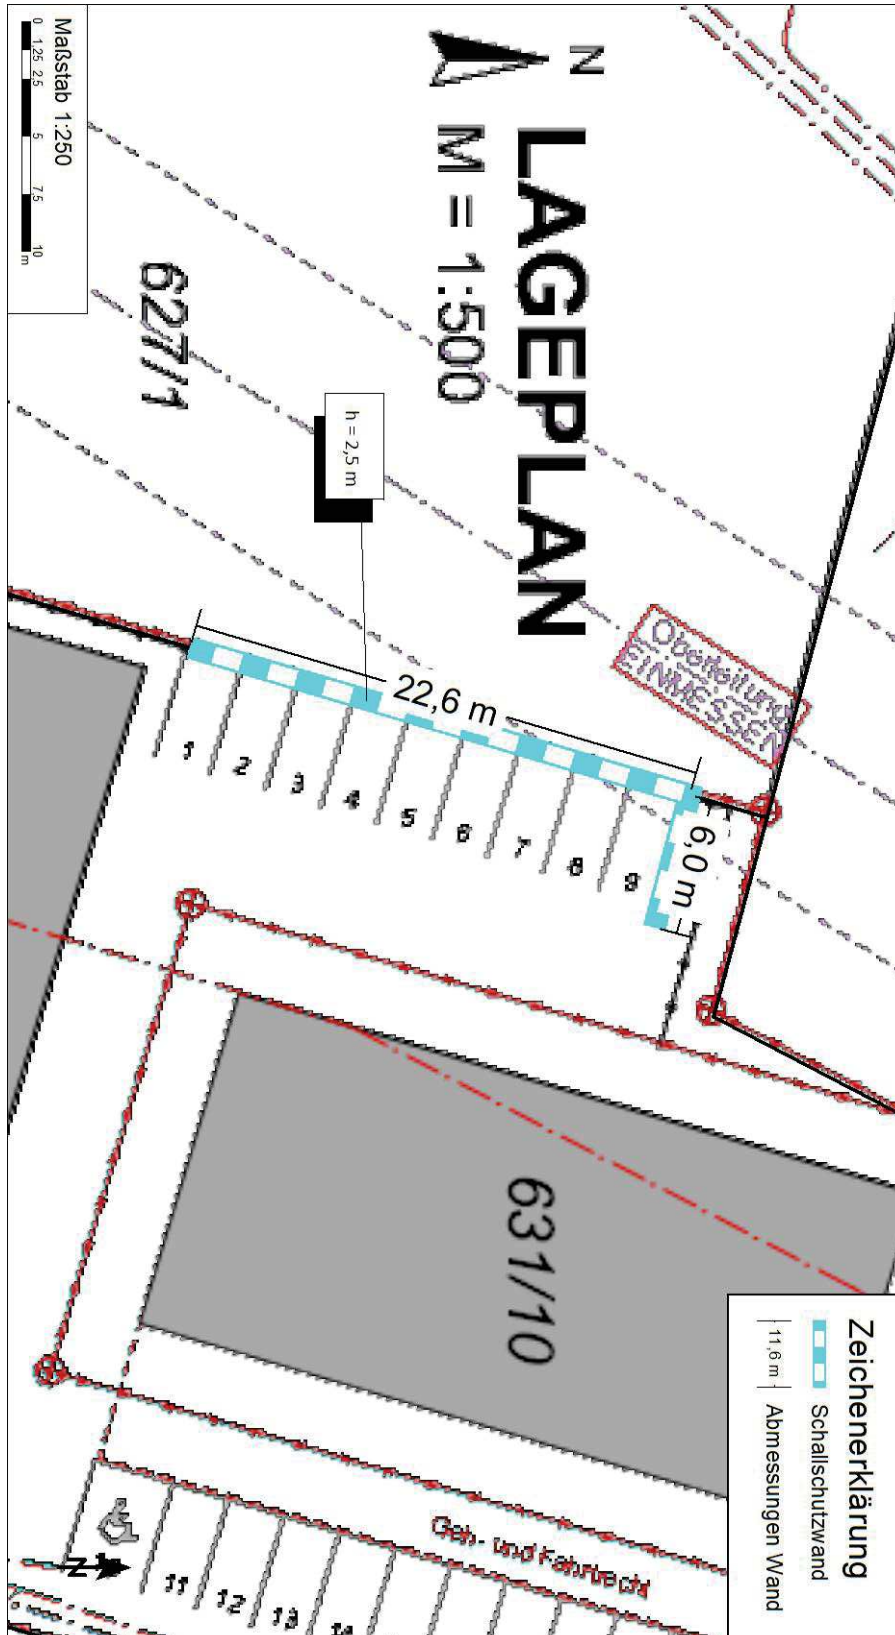 N
LAGEPLAN
M = 1:500
Maßstab 1:250
0 1,25 2,5 5 7,5 10
m
627/1
h = 2,5 m
Oberleitung
EINMESSEN
22,6 m
6,0 m
1
2
3
4
5
6
7
8
9
631/10
Zeichenerklärung
Schallschutzwand
11,6 m Abmessungen Wand
Geh- und Fahrrecht
N
11
12
13
14